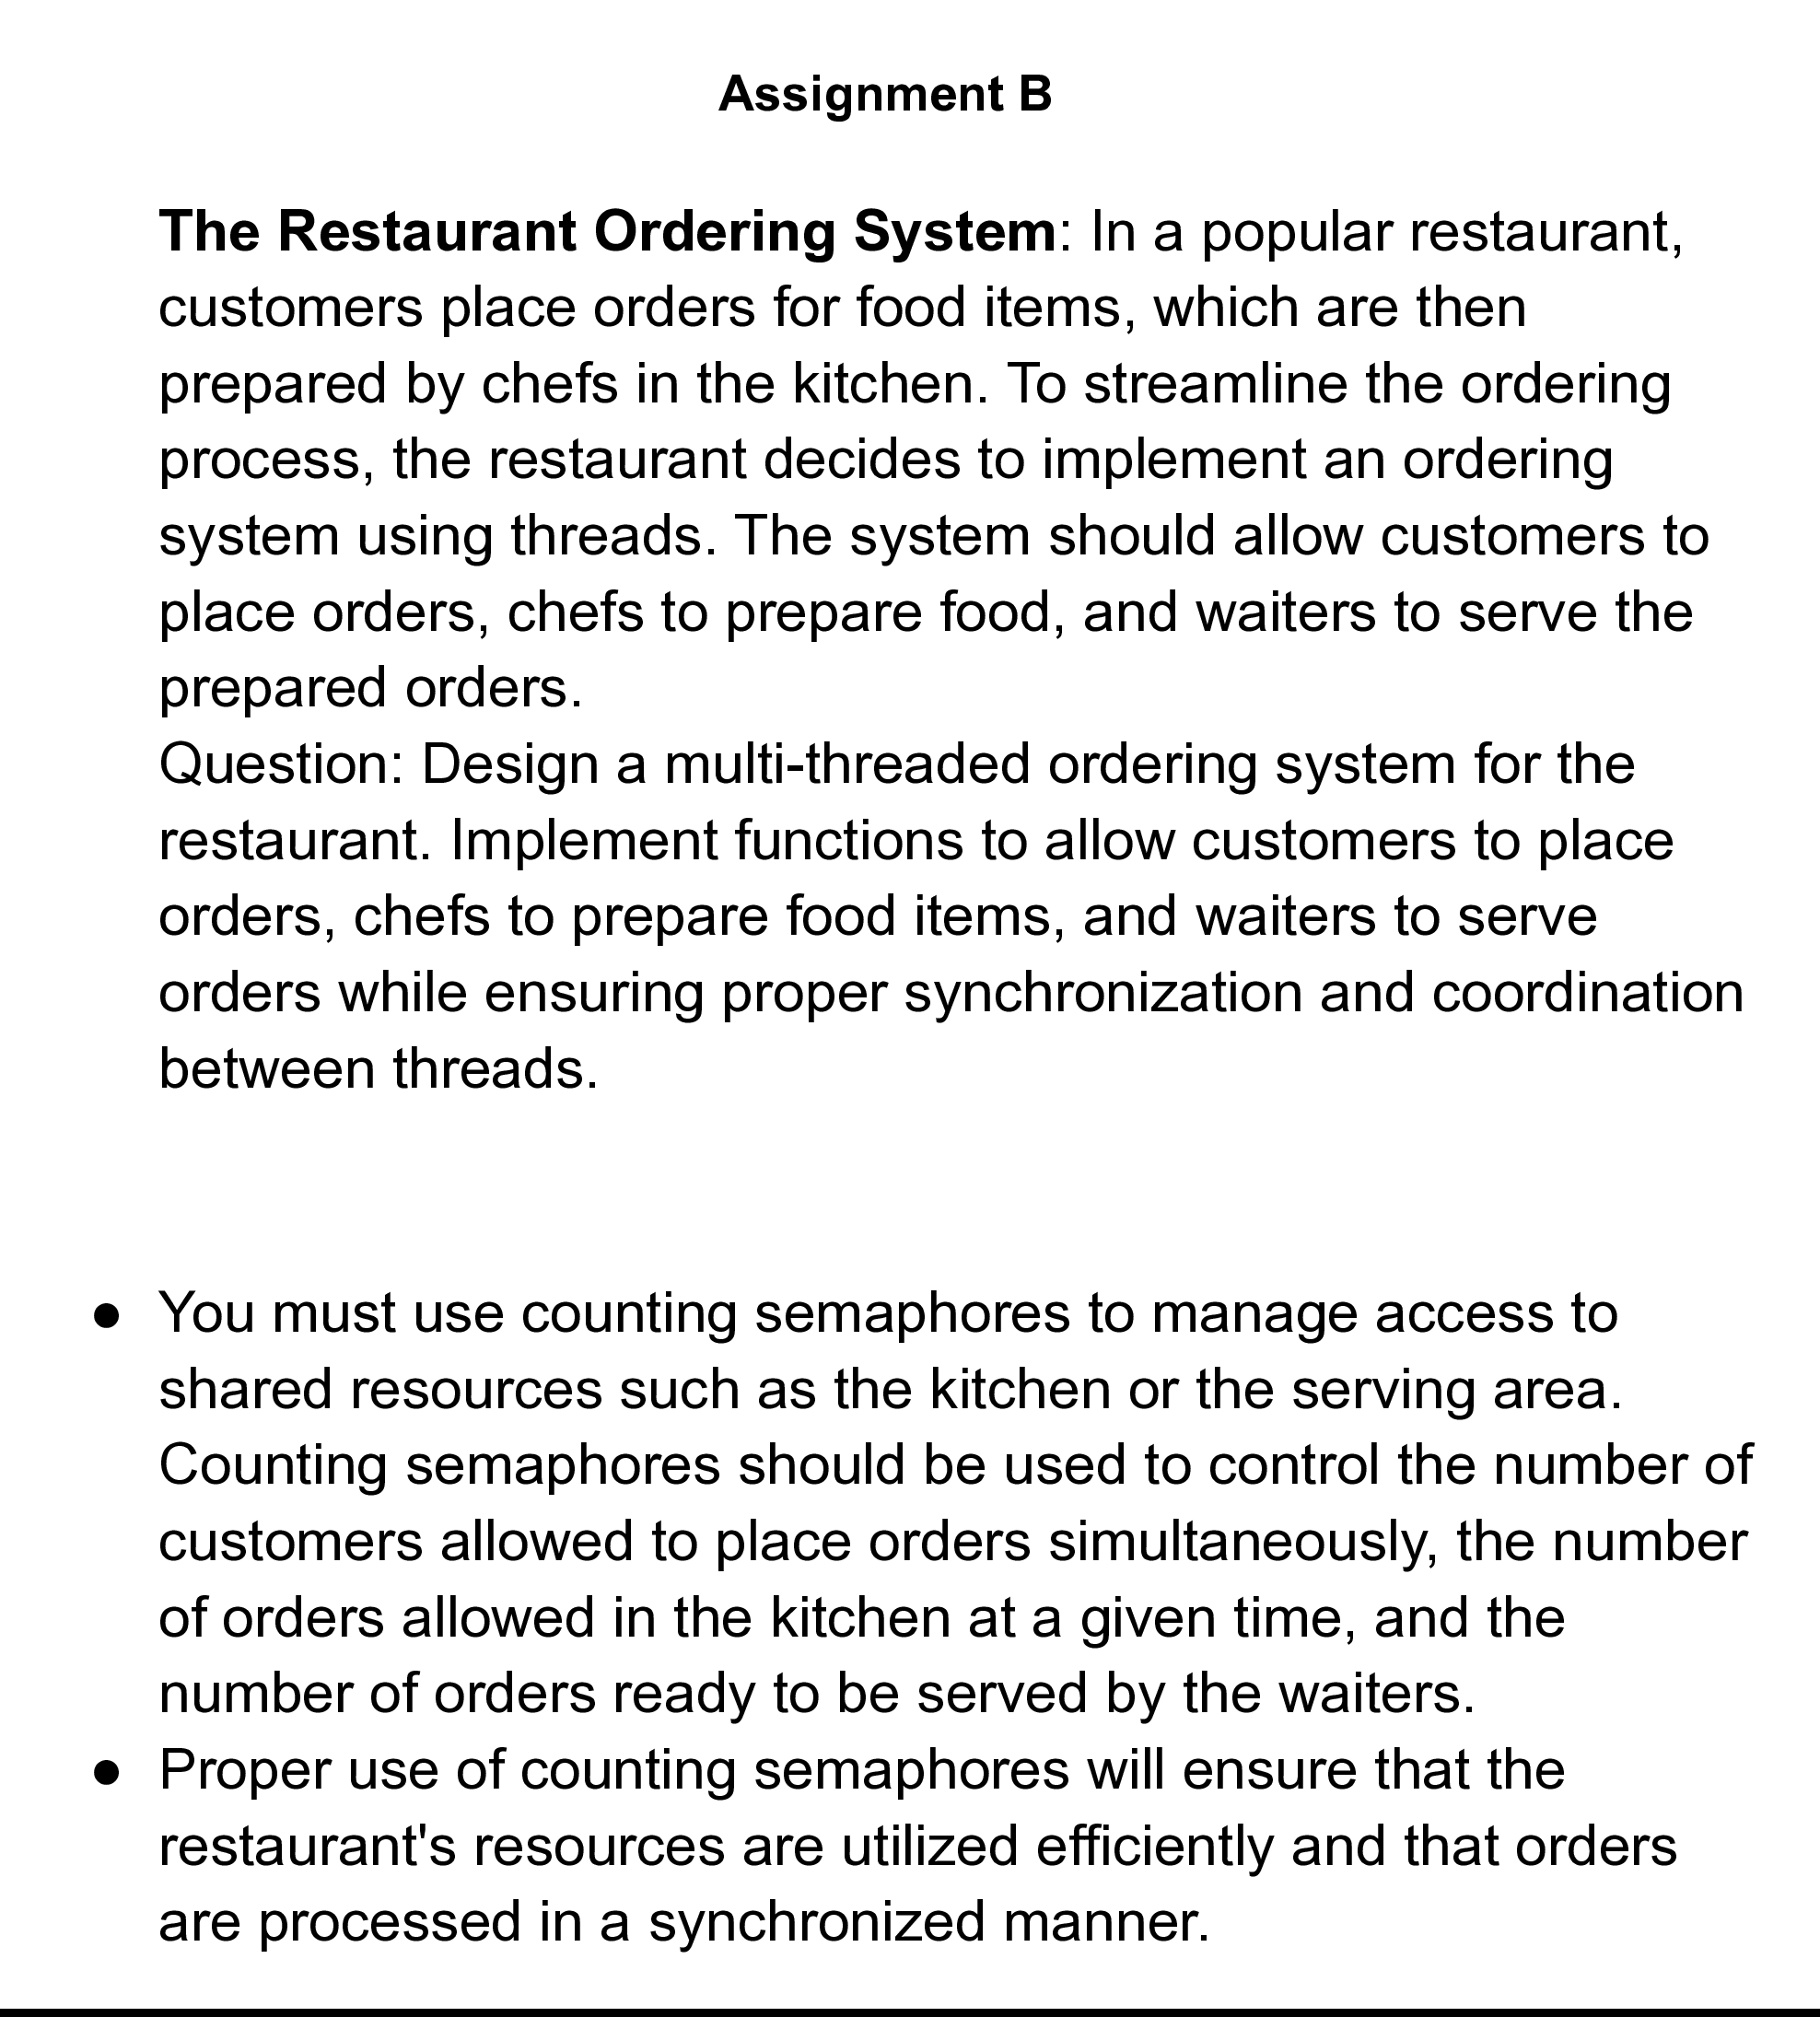 Assignment B
The Restaurant Ordering System: In a popular restaurant,
customers place orders for food items, which are then
prepared by chefs in the kitchen. To streamline the ordering
process, the restaurant decides to implement an ordering
system using threads. The system should allow customers to
place orders, chefs to prepare food, and waiters to serve the
prepared orders.
Question: Design a multi-threaded ordering system for the
restaurant. Implement functions to allow customers to place
orders, chefs to prepare food items, and waiters to serve
orders while ensuring proper synchronization and coordination
between threads.
● You must use counting semaphores to manage access to
shared resources such as the kitchen or the serving area.
Counting semaphores should be used to control the number of
customers allowed to place orders simultaneously, the number
of orders allowed in the kitchen at a given time, and the
number of orders ready to be served by the waiters.
● Proper use of counting semaphores will ensure that the
restaurant's resources are utilized efficiently and that orders
are processed in a synchronized manner.